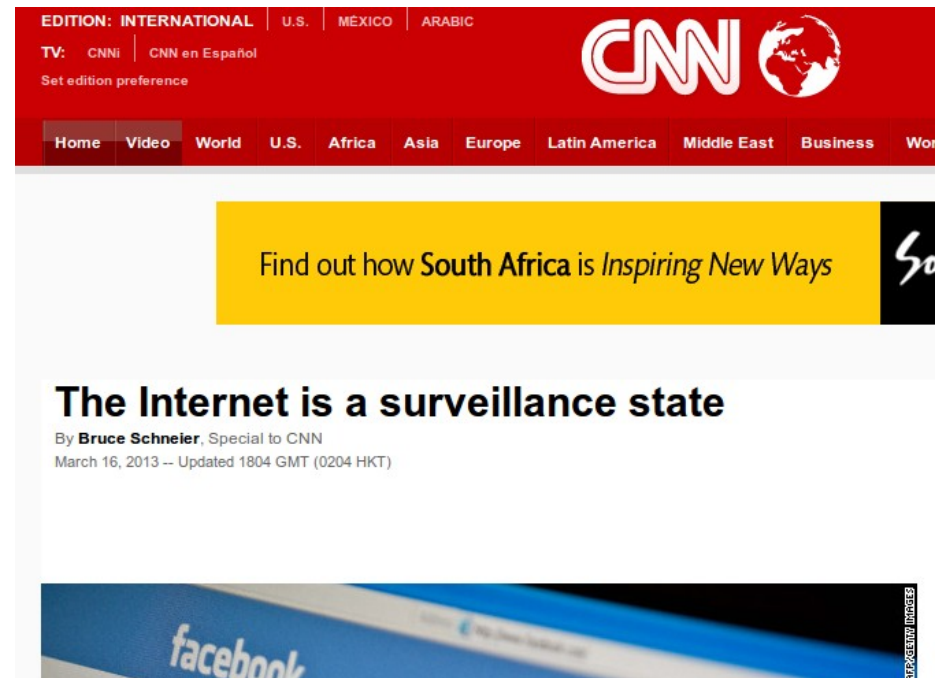 EDITION: INTERNATIONAL U.S. MÉXICO ARABIC
TV: CNNi CNN en Español
Set edition preference
CNN
Home Video World U.S. Africa Asia Europe Latin America Middle East Business
Find out how South Africa is Inspiring New Ways
The Internet is a surveillance state
By Bruce Schneier, Special to CNN
March 16, 2013 -- Updated 1804 GMT (0204 HKT)
facebook
AFP/GETTY IMAGES